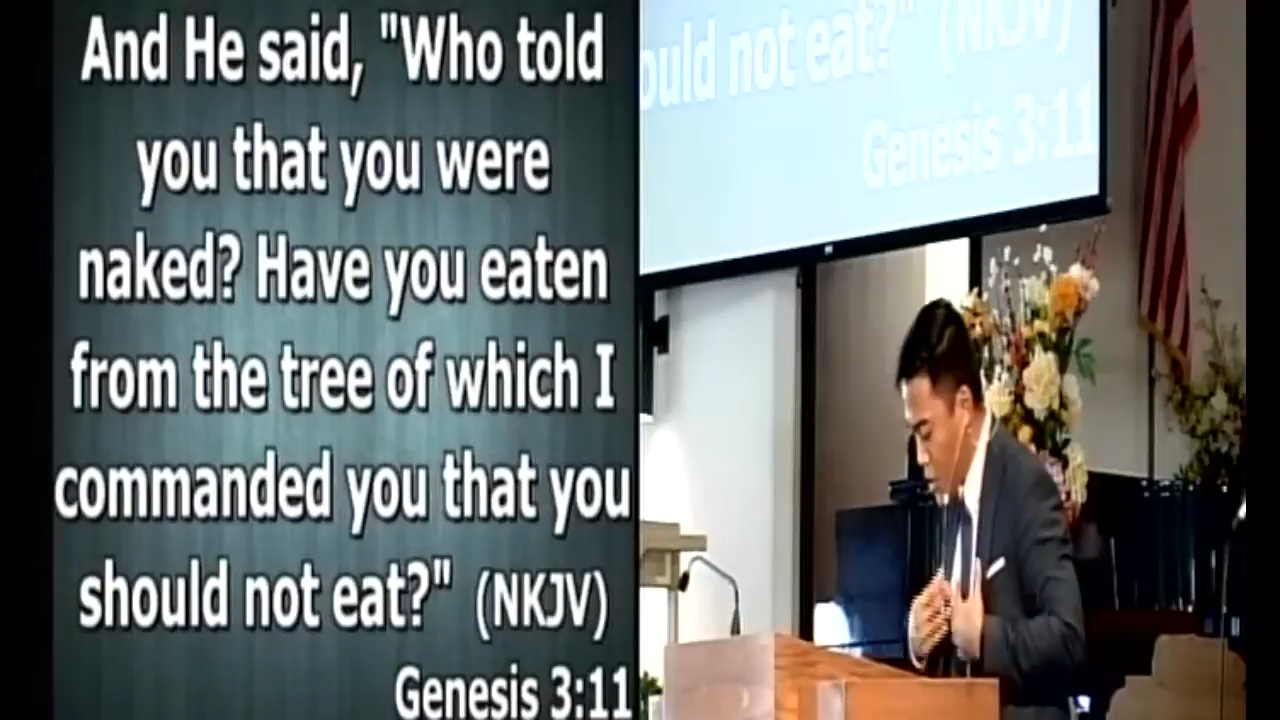 And He said, "Who told
you that you were
naked? Have you eaten
from the tree of which I
commanded you that you
should not eat?" (NKJV)
Genesis 3:11
ould not eat?" (NKJV)
Genesis 3:11